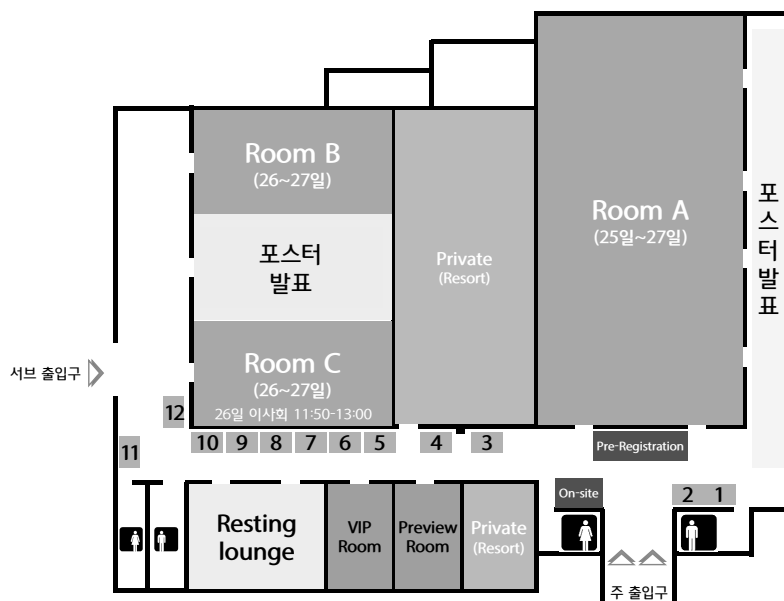 Room B
(26~27일)
포스터
발표
Room C
(26~27일)
26일 이사회 11:50-13:00
Private
(Resort)
Room A
(25일~27일)
포스터발표
서브 출입구
12
11
10 9 8 7 6 5 4 3
Pre-Registration
On-site
2 1
Resting
lounge
VIP
Room
Preview
Room
Private
(Resort)
주 출입구